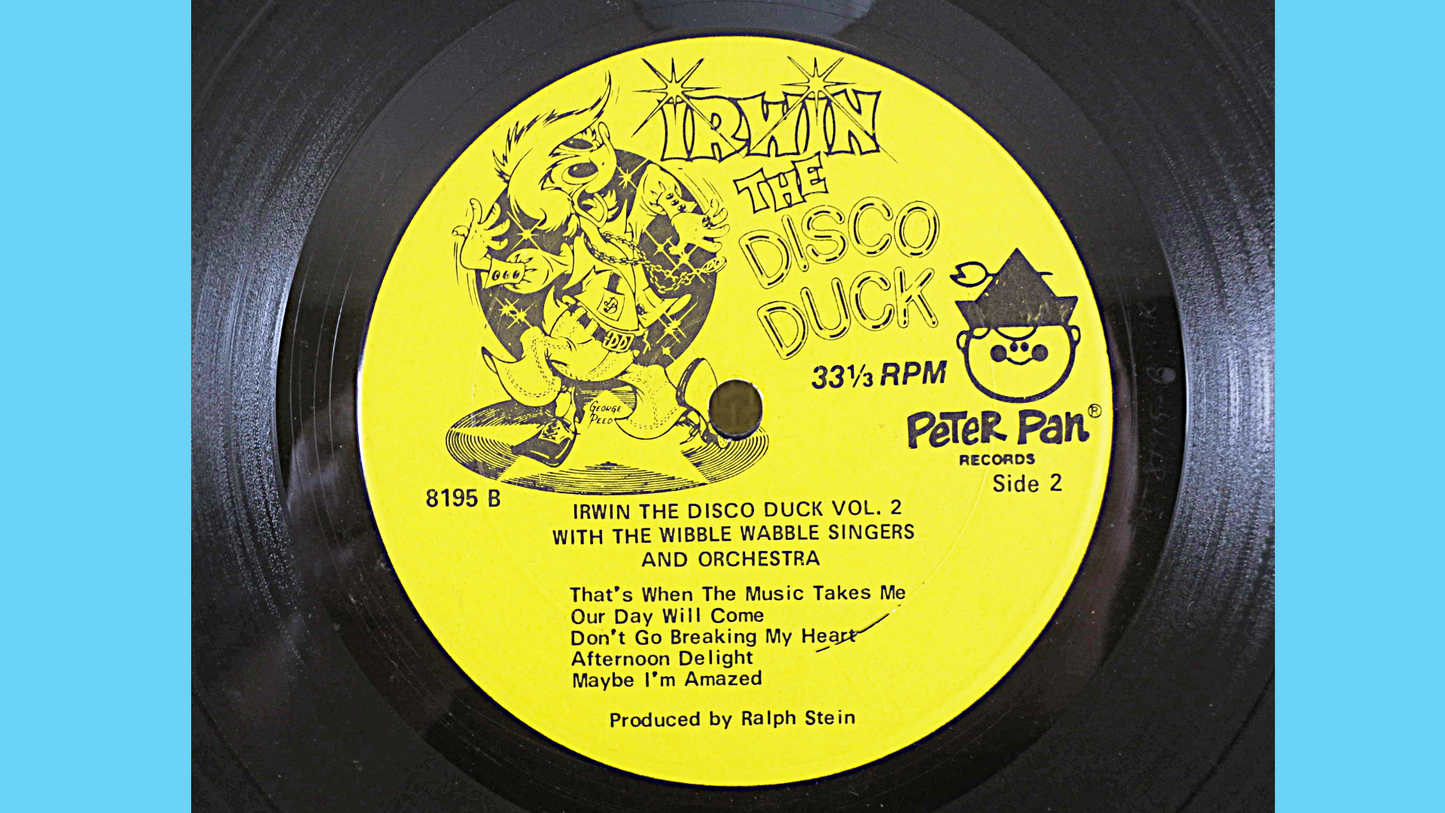 IRWIN
THE
DISCO
DUCK
33⅓ RPM
PETER PAN®
RECORDS
Side 2
GEORGE
PEED
8195 B
IRWIN THE DISCO DUCK VOL. 2
WITH THE WIBBLE WABBLE SINGERS
AND ORCHESTRA
That's When The Music Takes Me
Our Day Will Come
Don't Go Breaking My Heart
Afternoon Delight
Maybe I'm Amazed
Produced by Ralph Stein